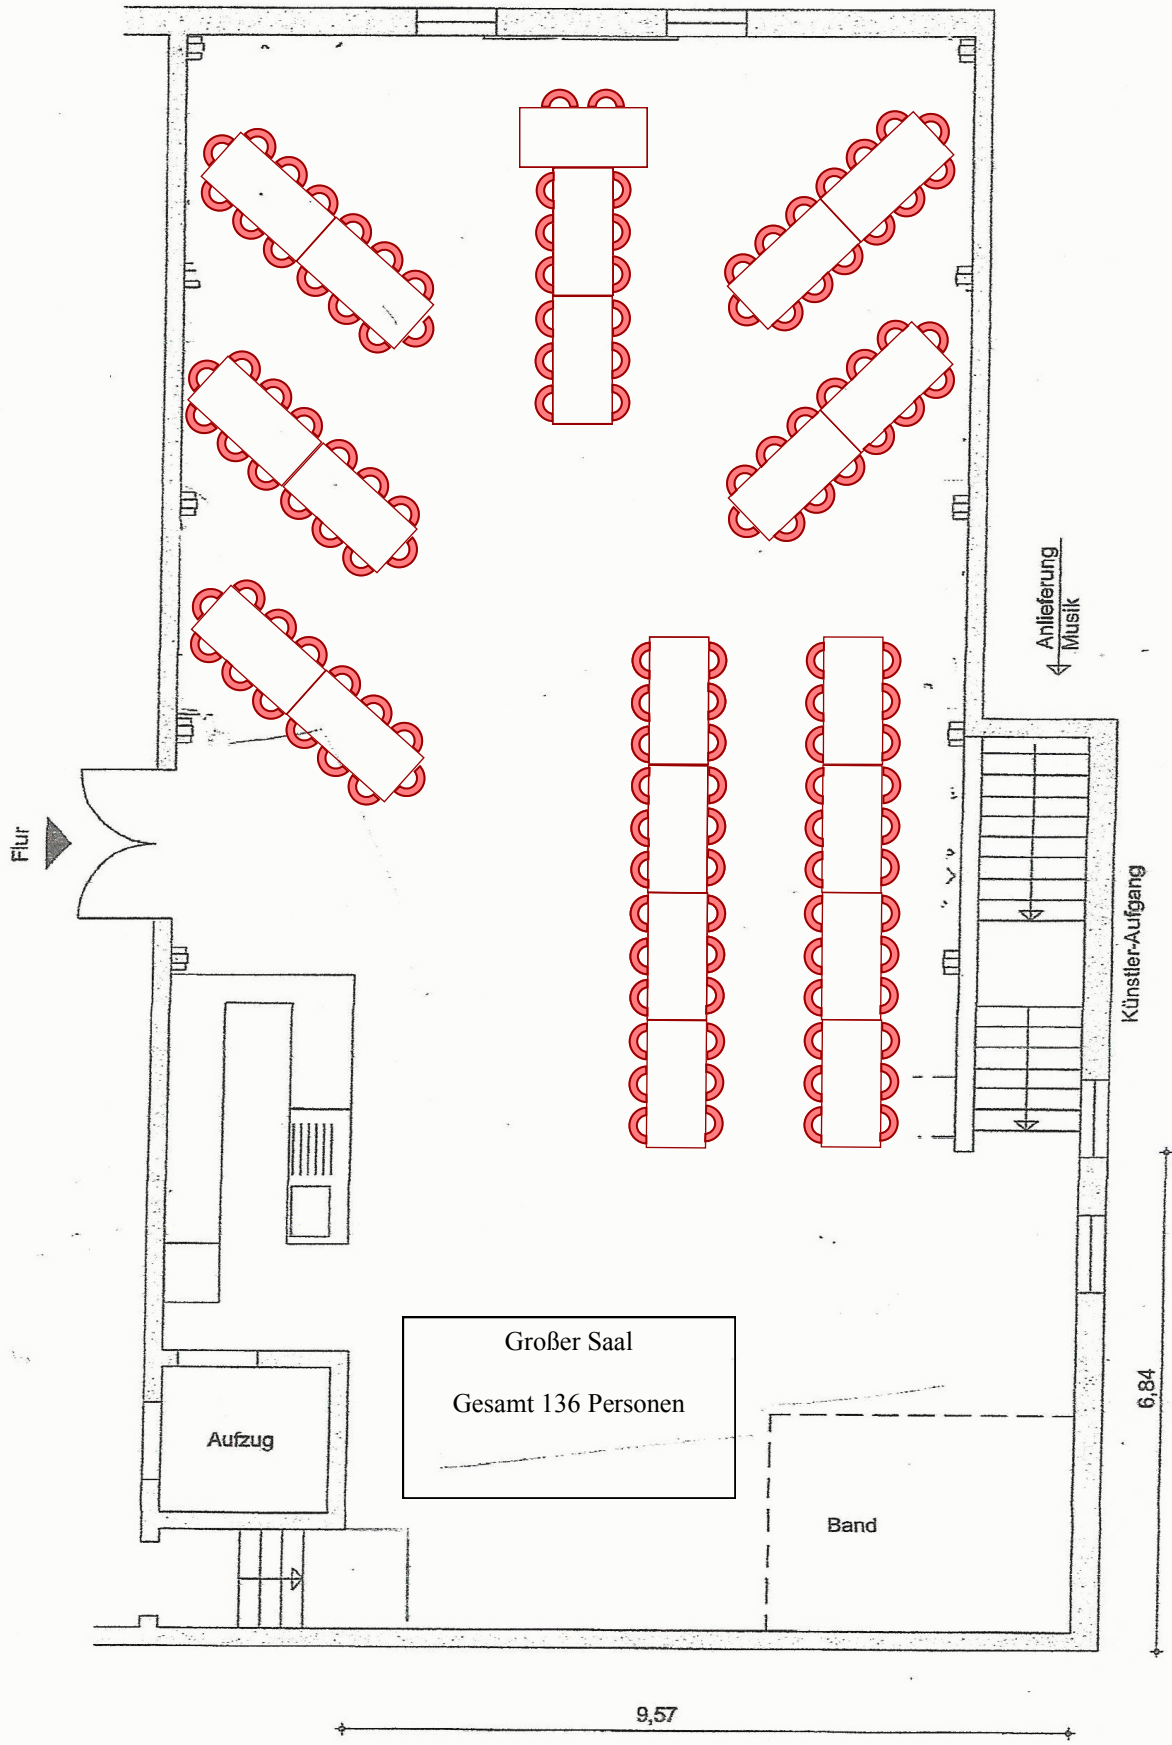 Anlieferung
Musik
Flur
Künstler-Aufgang
Großer Saal
Gesamt 136 Personen
6,84
Aufzug
Band
9,57